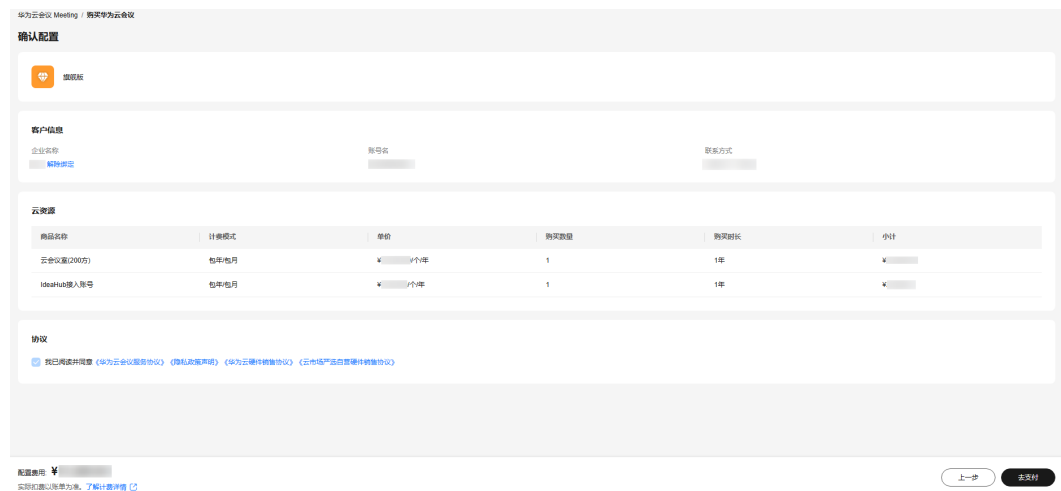 华为云会议 Meeting / 购买华为云会议
确认配置
旗舰版
客户信息
企业名称 账号名 联系方式
解除绑定
云资源
商品名称 计费模式 单价 购买数量 购买时长 小计
云会议室(200方) 包年/包月 ¥ /个/年 1 1年 ¥
IdeaHub接入账号 包年/包月 ¥ /个/年 1 1年 ¥
协议
我已阅读并同意《华为云会议服务协议》《隐私政策声明》《华为云硬件销售协议》《云市场严选自营硬件销售协议》
配置费用 ¥
实际扣费以账单为准。了解计费详情
上一步 去支付